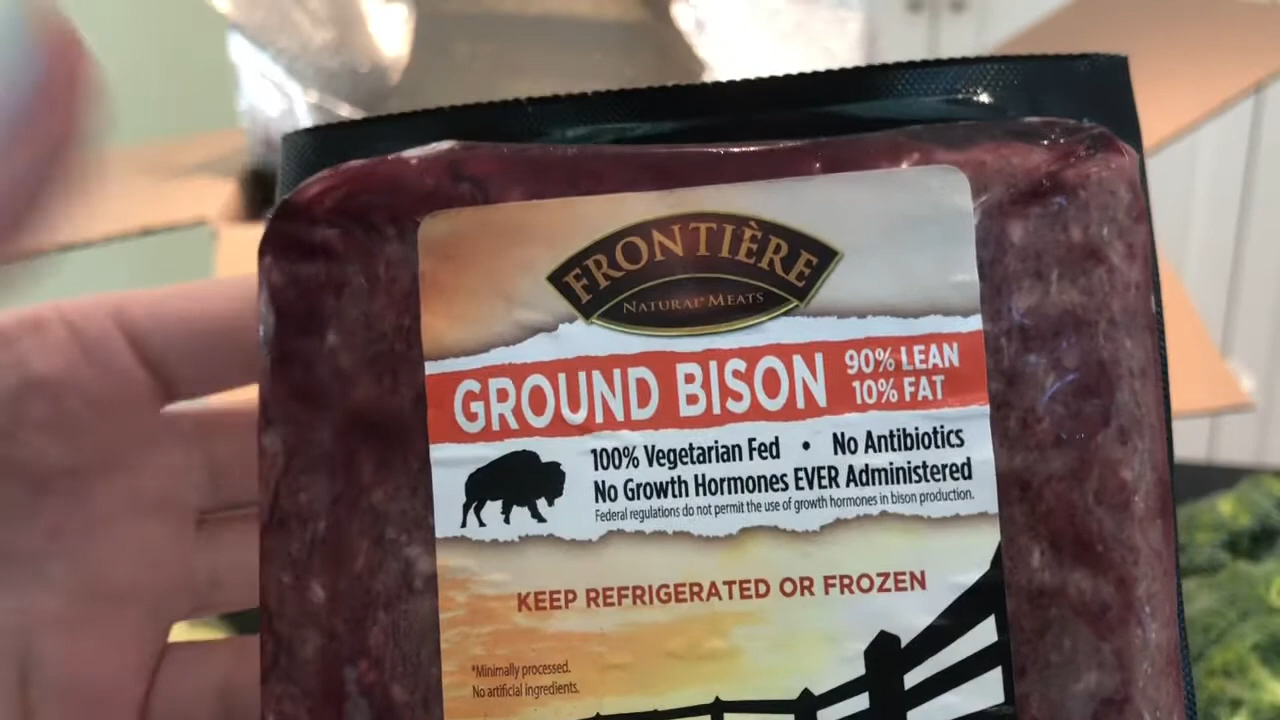 FRONTIÈRE
NATURAL* MEATS
GROUND BISON
90% LEAN
10% FAT
100% Vegetarian Fed • No Antibiotics
No Growth Hormones EVER Administered
Federal regulations do not permit the use of growth hormones in bison production.
KEEP REFRIGERATED OR FROZEN
*Minimally processed.
No artificial ingredients.